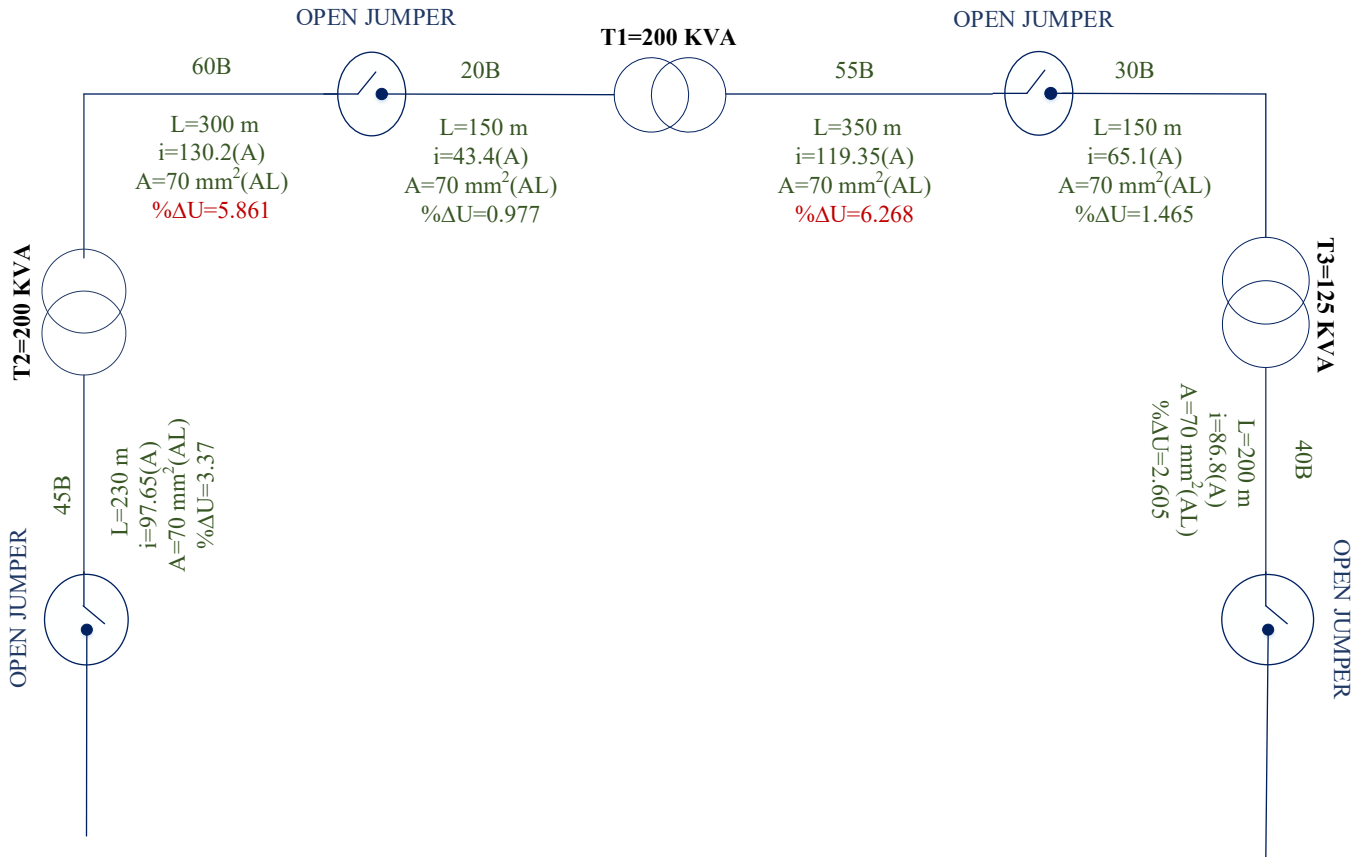 OPEN JUMPER
60B
20B
L=300 m
i=130.2(A)
A=70 mm²(AL)
%ΔU=5.861
L=150 m
i=43.4(A)
A=70 mm²(AL)
%ΔU=0.977
T1=200 KVA
OPEN JUMPER
55B
30B
L=350 m
i=119.35(A)
A=70 mm²(AL)
%ΔU=6.268
L=150 m
i=65.1(A)
A=70 mm²(AL)
%ΔU=1.465
T2=200 KVA
45B
L=230 m
i=97.65(A)
A=70 mm²(AL)
%ΔU=3.37
OPEN JUMPER
T3=125 KVA
40B
L=200 m
i=86.8(A)
A=70 mm²(AL)
%ΔU=2.605
OPEN JUMPER